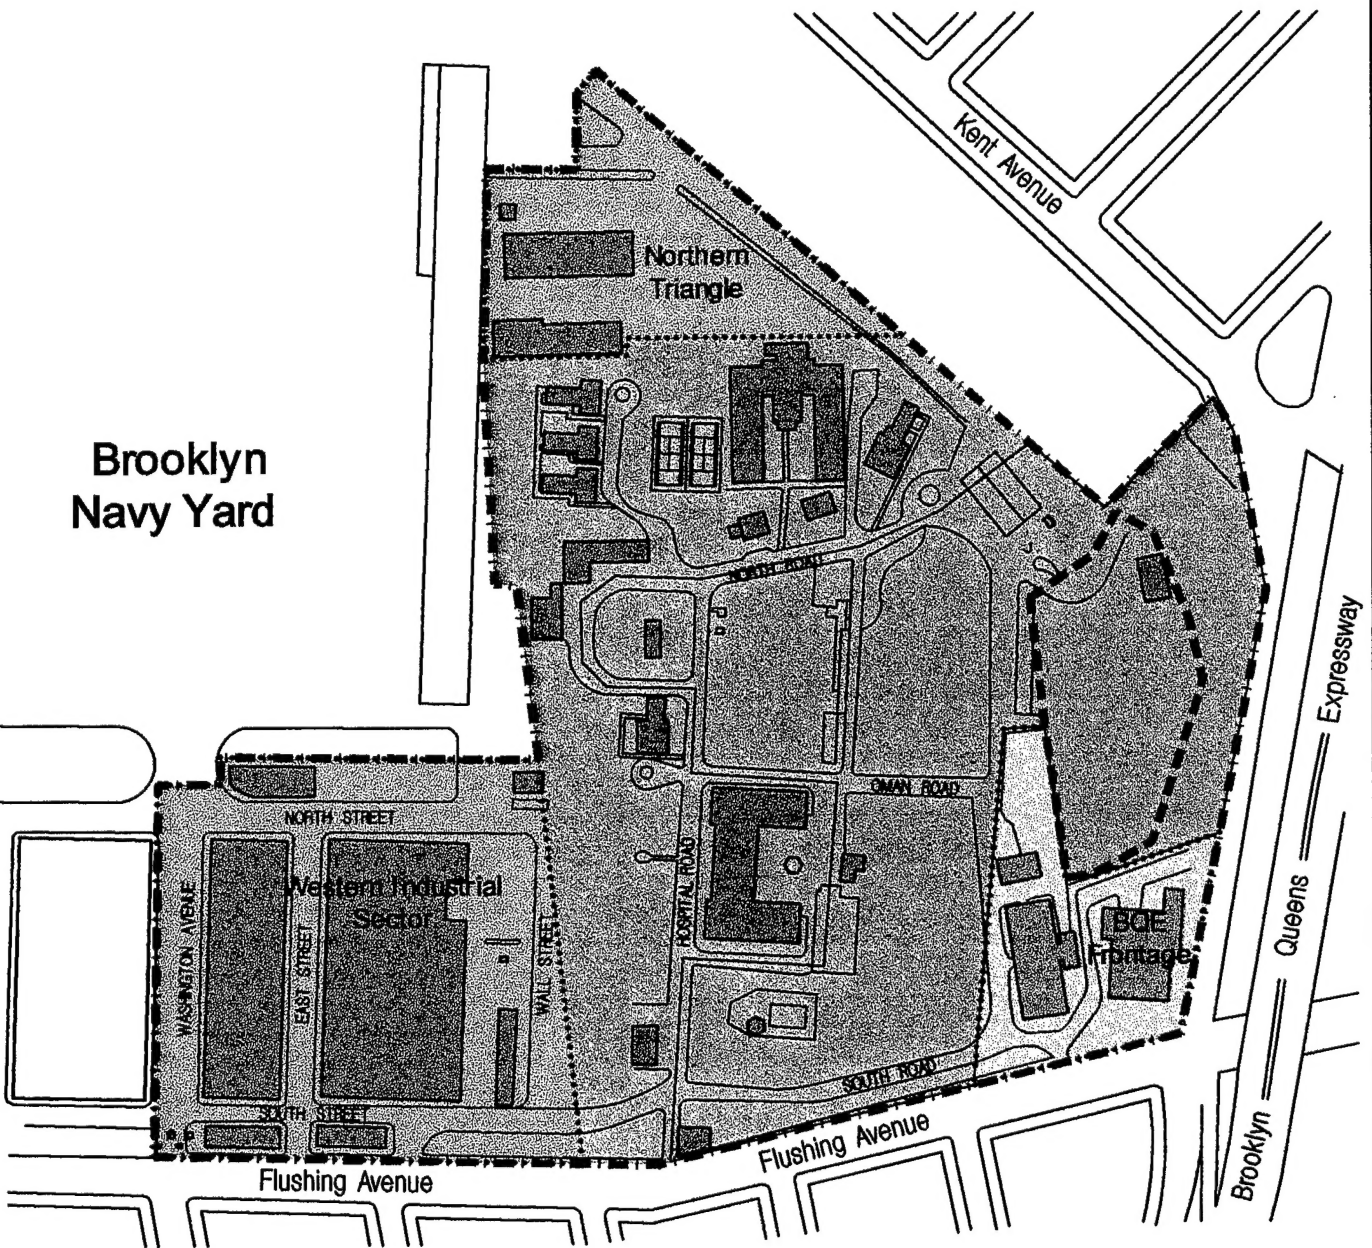 Kent Avenue
Northern
Triangle
Brooklyn
Navy Yard
NORTH ROAD
Expressway
OMAN ROAD
NORTH STREET
Western Industrial
Sector
WASHINGTON AVENUE
EAST STREET
WALL STREET
HOSPITAL ROAD
BQE
Frontage
Queens
SOUTH ROAD
SOUTH STREET
Flushing Avenue
Flushing Avenue
Brooklyn